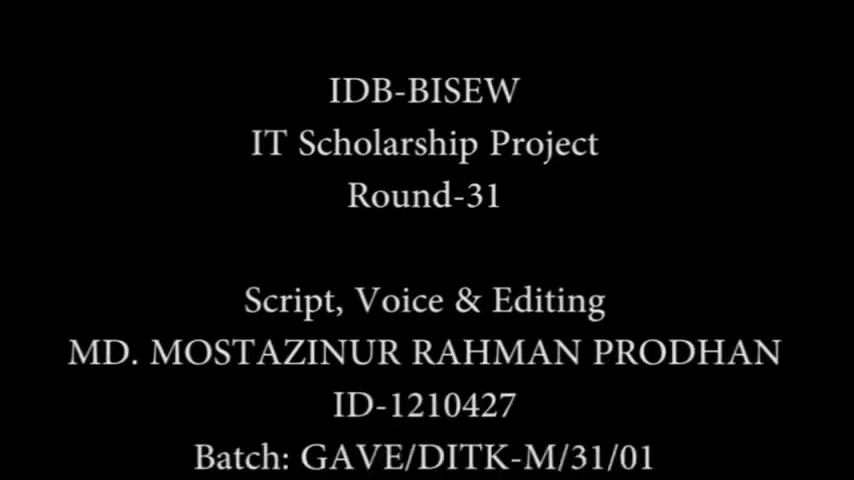 IDB-BISEW
IT Scholarship Project
Round-31
Script, Voice & Editing
MD. MOSTAZINUR RAHMAN PRODHAN
ID-1210427
Batch: GAVE/DITK-M/31/01